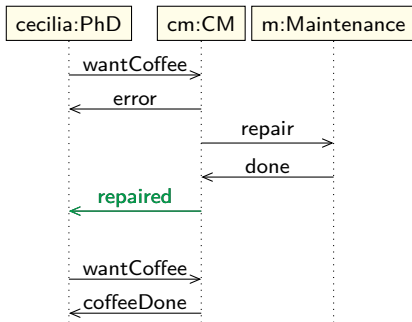 cecilia:PhD cm:CM m:Maintenance
wantCoffee
error
repair
done
repaired
wantCoffee
coffeeDone